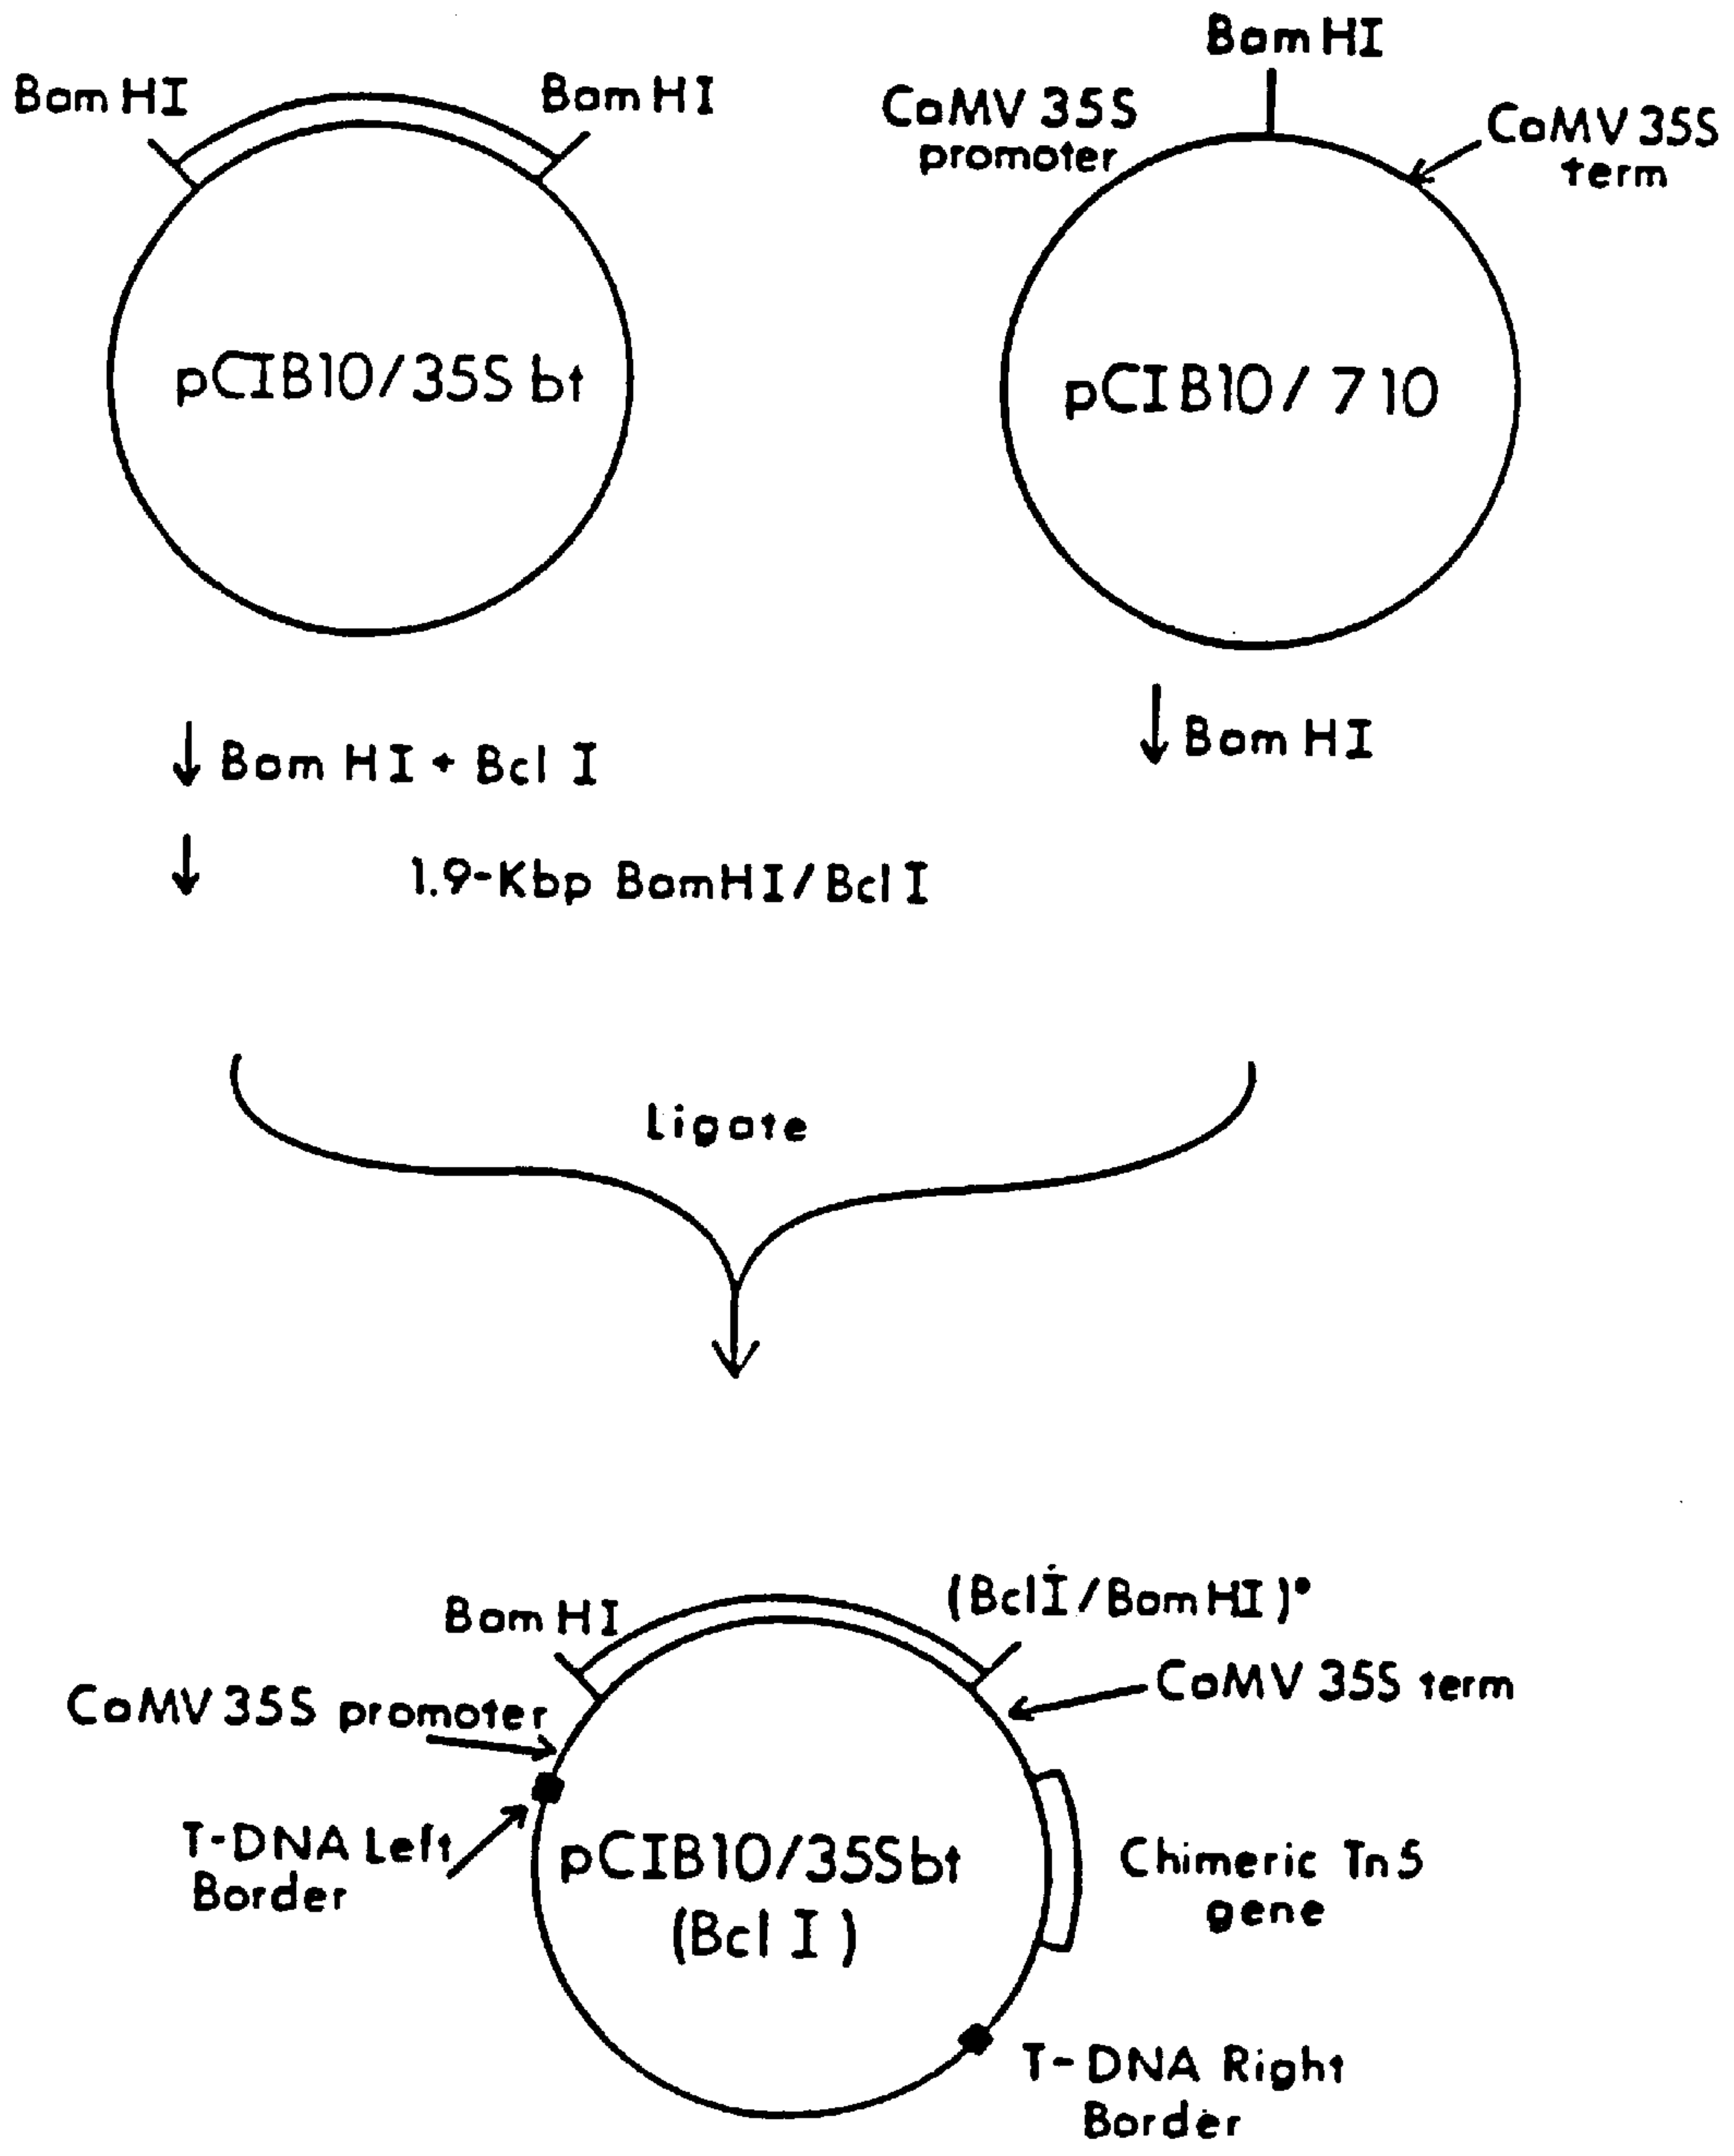 Bam HI
Bam HI
pCIB10/35S bt
Bam HI
CaMV 35S
promoter
CaMV 35S
term
pCIB10/710
Bam HI + Bcl I
1.9-Kbp BamHI/Bcl I
Bam HI
Ligate
Bam HI
(BclI/BamHI)°
CaMV 35S promoter
CaMV 35S term
T-DNA Left
Border
pCIB10/35Sbt
(Bcl I)
Chimeric Tn5
gene
T-DNA Right
Border